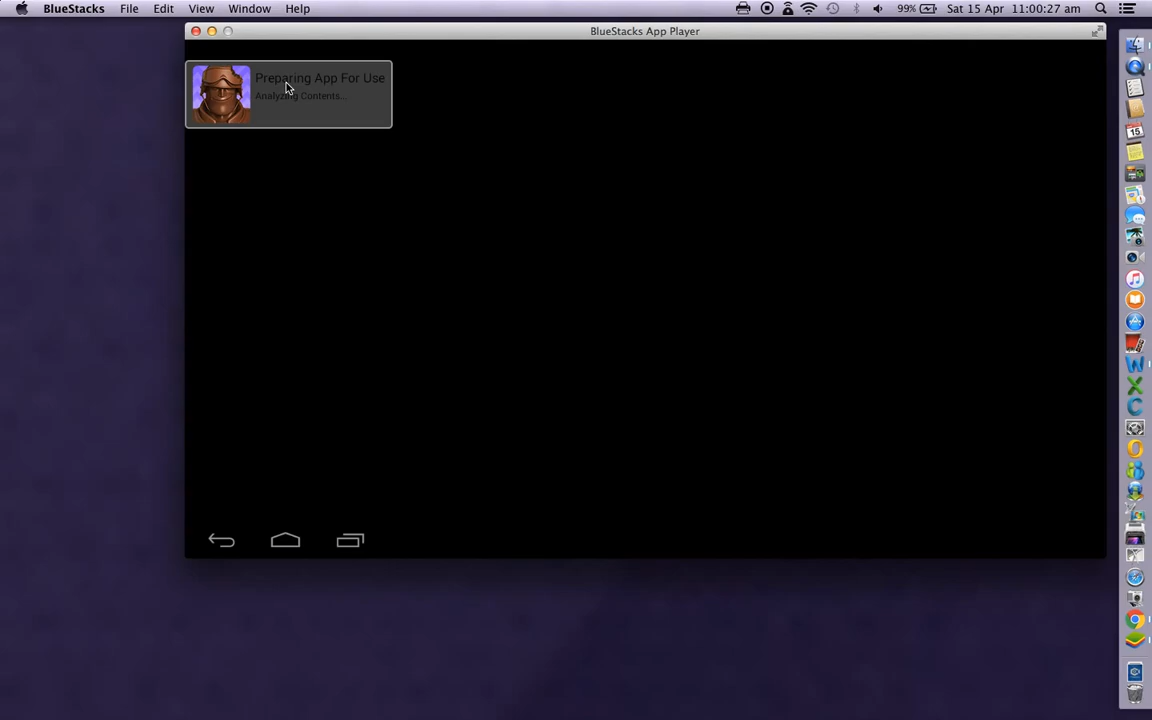 BlueStacks File Edit View Window Help 99% Sat 15 Apr 11:00:27 am
BlueStacks App Player
Preparing App For Use
Analyzing Contents...
15
W
X
C